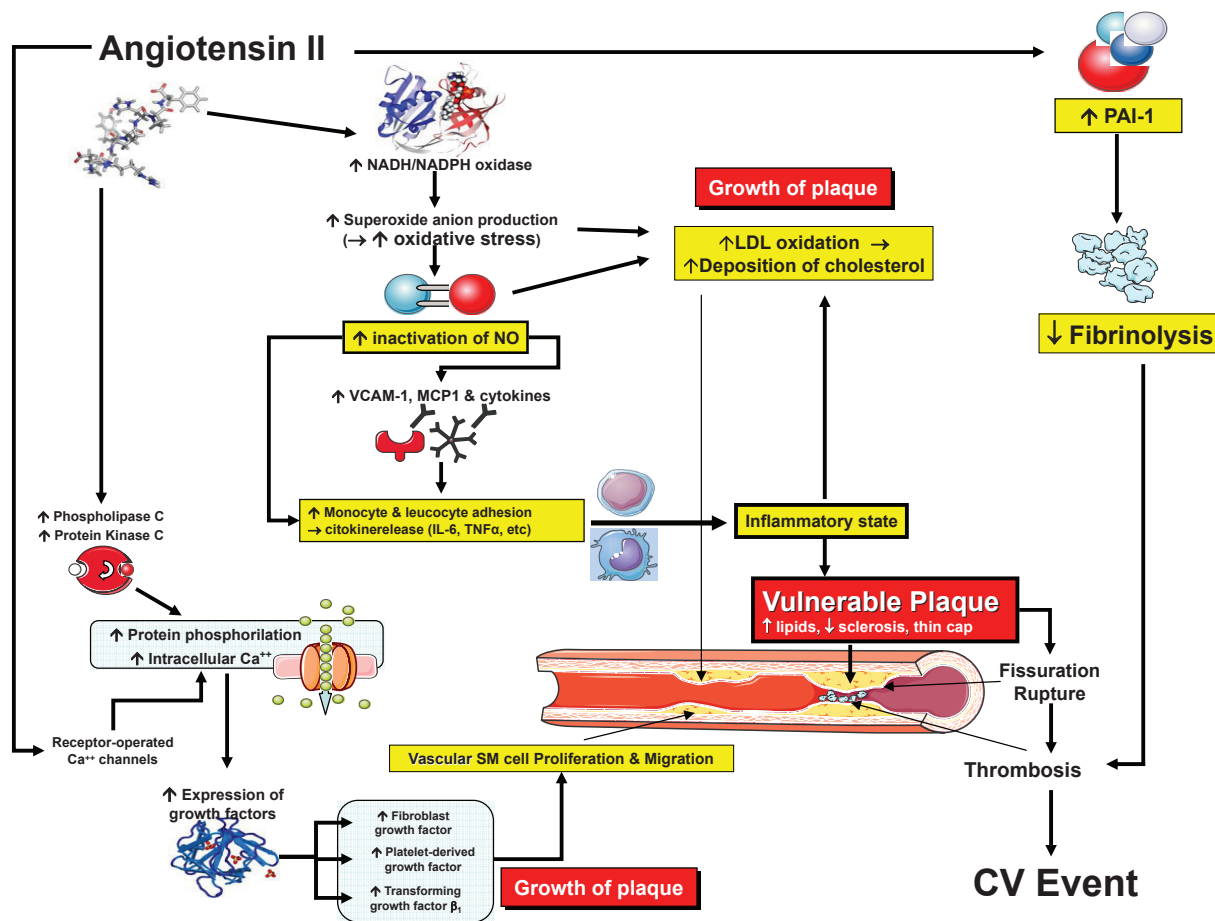 Angiotensin II
↑ PAI-1
↑ NADH/NADPH oxidase
Growth of plaque
↑ Superoxide anion production
(→ ↑ oxidative stress)
↑LDL oxidation →
↑Deposition of cholesterol
↓ Fibrinolysis
↑ inactivation of NO
↑ VCAM-1, MCP1 & cytokines
↑ Monocyte & leucocyte adhesion
→ citokinerelease (IL-6, TNFα, etc)
Inflammatory state
↑ Phospholipase C
↑ Protein Kinase C
Vulnerable Plaque
↑ lipids, ↓ sclerosis, thin cap
↑ Protein phosphorilation
↑ Intracellular Ca⁺⁺
Fissuration
Rupture
Receptor-operated
Ca⁺⁺ channels
Vascular SM cell Proliferation & Migration
Thrombosis
↑ Expression of
growth factors
↑ Fibroblast
growth factor
↑ Platelet-derived
growth factor
↑ Transforming
growth factor β₁
Growth of plaque
CV Event